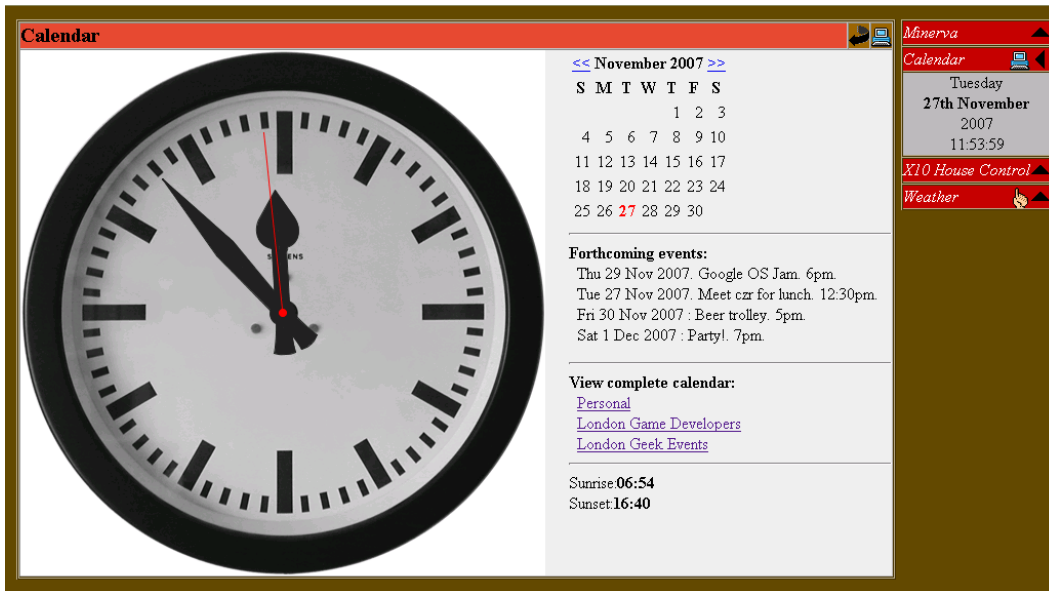 Calendar
<< November 2007 >>
S M T W T F S
1 2 3
4 5 6 7 8 9 10
11 12 13 14 15 16 17
18 19 20 21 22 23 24
25 26 27 28 29 30
Forthcoming events:
Thu 29 Nov 2007. Google OS Jam. 6pm.
Tue 27 Nov 2007. Meet czr for lunch. 12:30pm.
Fri 30 Nov 2007 : Beer trolley. 5pm.
Sat 1 Dec 2007 : Party!. 7pm.
View complete calendar:
Personal
London Game Developers
London Geek Events
Sunrise:06:54
Sunset:16:40
Minerva
Calendar
Tuesday
27th November
2007
11:53:59
X10 House Control
Weather